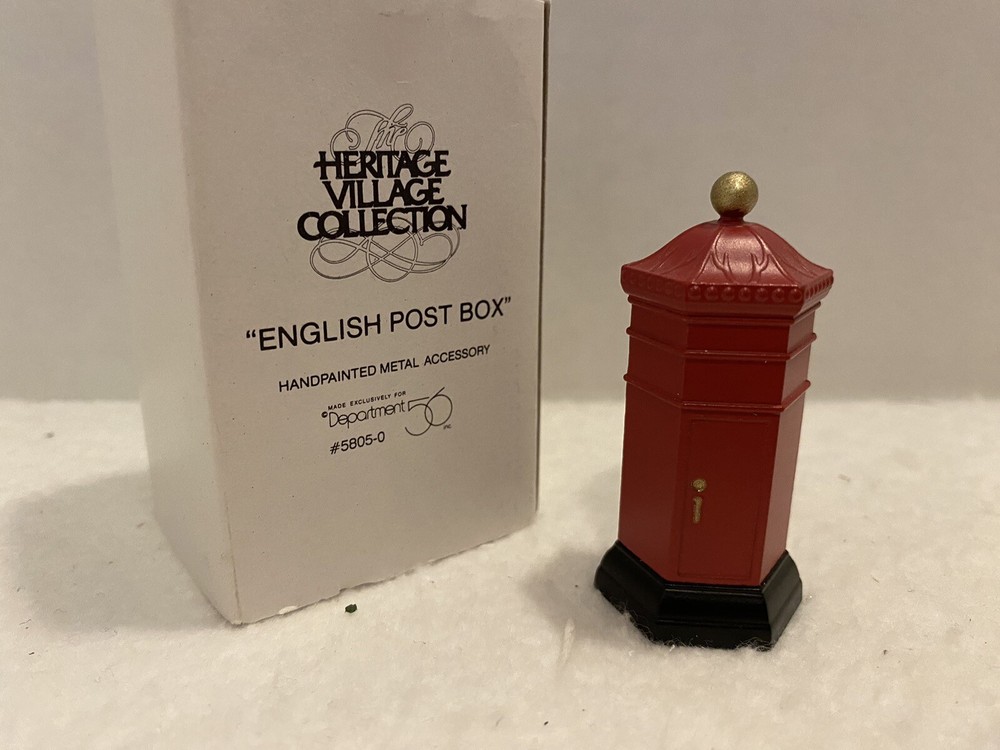 The
HERITAGE
VILLAGE
COLLECTION
"ENGLISH POST BOX"
HANDPAINTED METAL ACCESSORY
MADE EXCLUSIVELY FOR
©Department 56
#5805-0